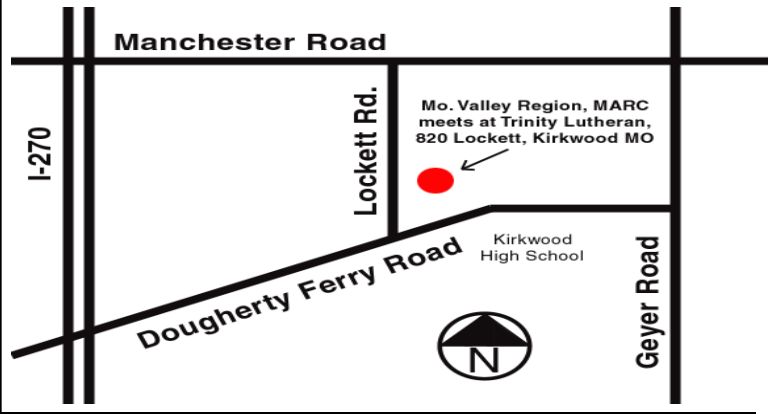 Manchester Road
I-270
Lockett Rd.
Mo. Valley Region, MARC
meets at Trinity Lutheran,
820 Lockett, Kirkwood MO
Dougherty Ferry Road
Kirkwood
High School
Geyer Road
N